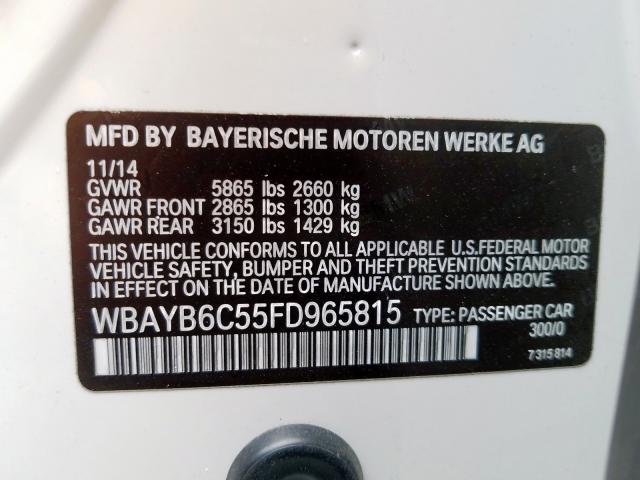 MFD BY BAYERISCHE MOTOREN WERKE AG
11/14
GVWR 5865 lbs 2660 kg
GAWR FRONT 2865 lbs 1300 kg
GAWR REAR 3150 lbs 1429 kg
THIS VEHICLE CONFORMS TO ALL APPLICABLE U.S.FEDERAL MOTOR
VEHICLE SAFETY, BUMPER AND THEFT PREVENTION STANDARDS
IN EFFECT ON THE DATE OF MANUFACTURE SHOWN ABOVE.
WBAYB6C55FD965815 TYPE: PASSENGER CAR
300/0
7315814